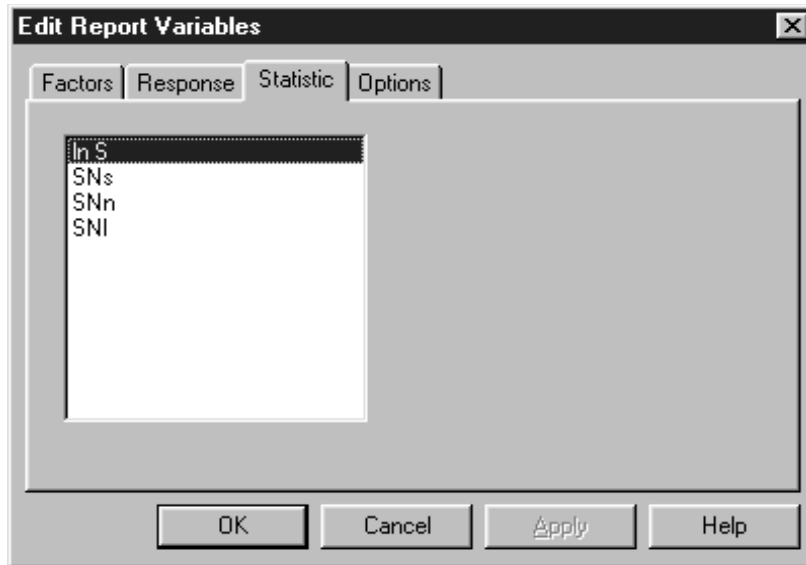 Edit Report Variables
Factors Response Statistic Options
ln S
SNs
SNn
SNl
OK Cancel Apply Help